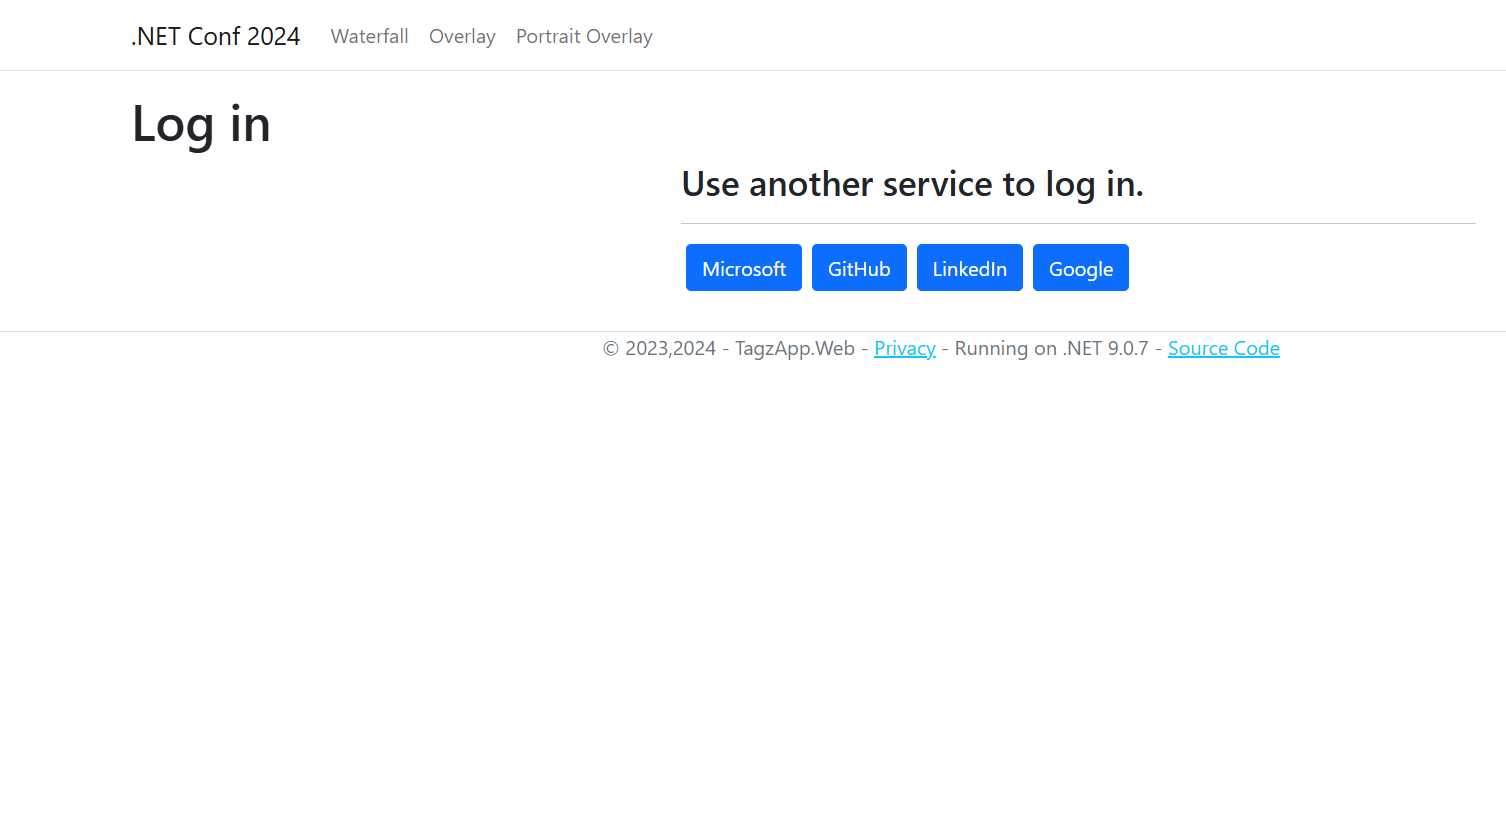 .NET Conf 2024 Waterfall Overlay Portrait Overlay
Log in
Use another service to log in.
Microsoft GitHub LinkedIn Google
© 2023,2024 - TagzApp.Web - Privacy - Running on .NET 9.0.7 - Source Code